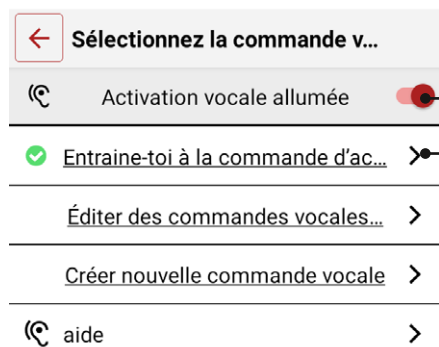 Sélectionnez la commande v...
Activation vocale allumée
Entraine-toi à la commande d’ac...
Éditer des commandes vocales...
Créer nouvelle commande vocale
aide